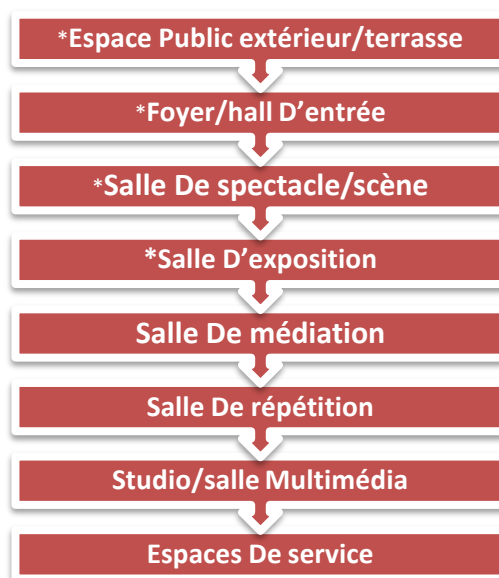 *Espace Public extérieur/terrasse
*Foyer/hall D’entrée
*Salle De spectacle/scène
*Salle D’exposition
Salle De médiation
Salle De répétition
Studio/salle Multimédia
Espaces De service